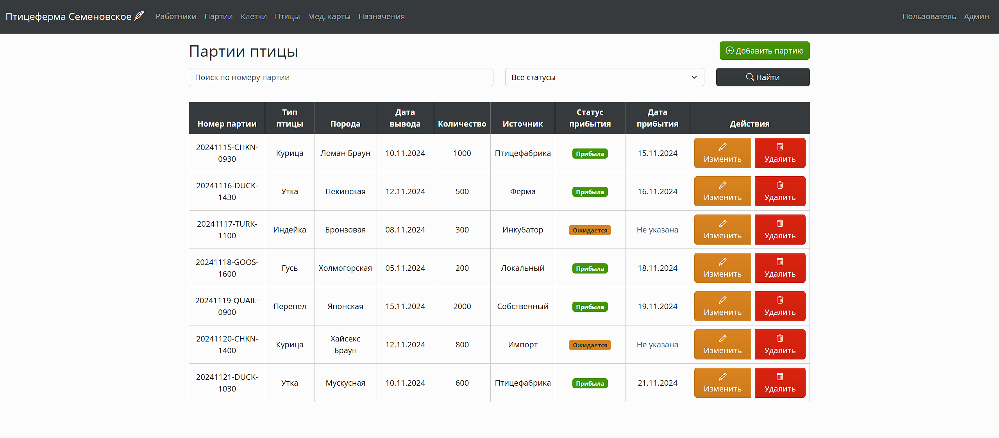 Птицеферма Семеновское Работники Партии Клетки Птицы Мед. карты Назначения Пользователь Админ
Партии птицы
Добавить партию
Поиск по номеру партии
Все статусы
Найти
Номер партии Тип птицы Порода Дата вывода Количество Источник Статус прибытия Дата прибытия Действия
20241115-CHKN-0930 Курица Ломан Браун 10.11.2024 1000 Птицефабрика Прибыла 15.11.2024 Изменить Удалить
20241116-DUCK-1430 Утка Пекинская 12.11.2024 500 Ферма Прибыла 16.11.2024 Изменить Удалить
20241117-TURK-1100 Индейка Бронзовая 08.11.2024 300 Инкубатор Ожидается Не указана Изменить Удалить
20241118-GOOS-1600 Гусь Холмогорская 05.11.2024 200 Локальный Прибыла 18.11.2024 Изменить Удалить
20241119-QUAIL-0900 Перепел Японская 15.11.2024 2000 Собственный Прибыла 19.11.2024 Изменить Удалить
20241120-CHKN-1400 Курица Хайсекс Браун 12.11.2024 800 Импорт Ожидается Не указана Изменить Удалить
20241121-DUCK-1030 Утка Мускусная 10.11.2024 600 Птицефабрика Прибыла 21.11.2024 Изменить Удалить